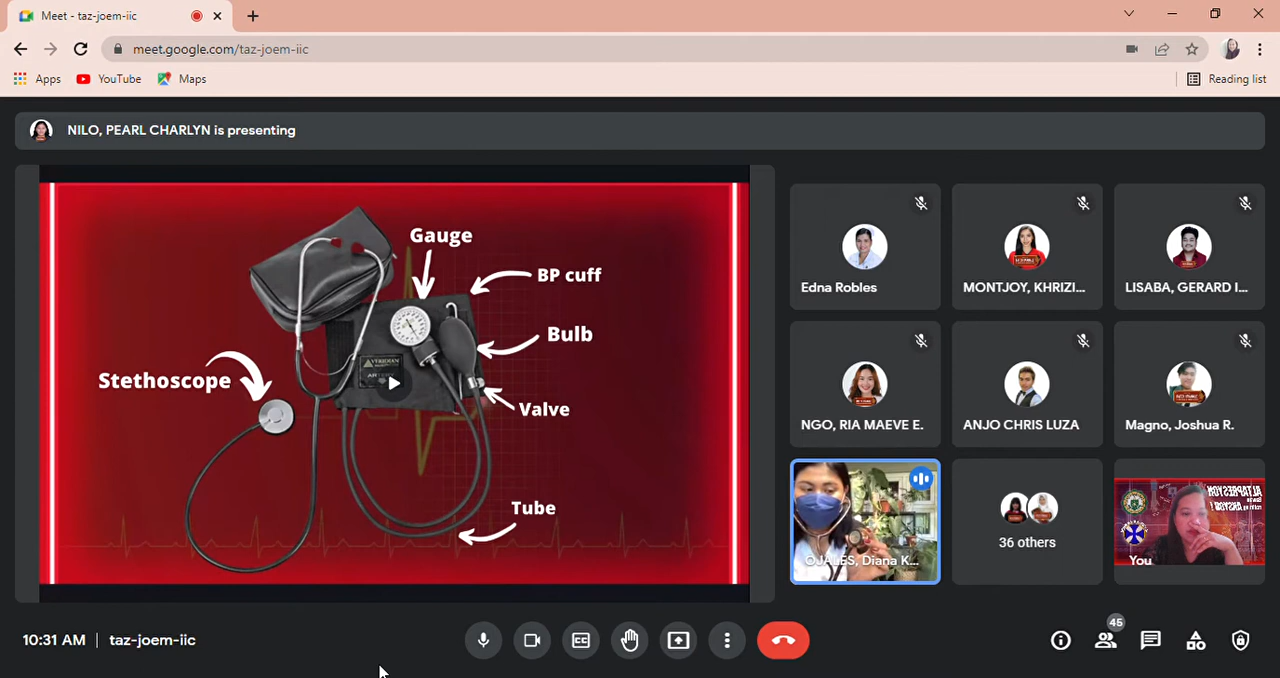 Meet - taz-joem-iic
meet.google.com/taz-joem-iic
Apps YouTube Maps Reading list
NILO, PEARL CHARLYN is presenting
Gauge
BP cuff
Bulb
Stethoscope
Valve
Tube
VERIDIAN
Edna Robles
MONTJOY, KHRIZI...
LISABA, GERARD I...
NGO, RIA MAEVE E.
ANJO CHRIS LUZA
Magno, Joshua R.
OJALES, Diana K...
36 others
You
10:31 AM | taz-joem-iic
45